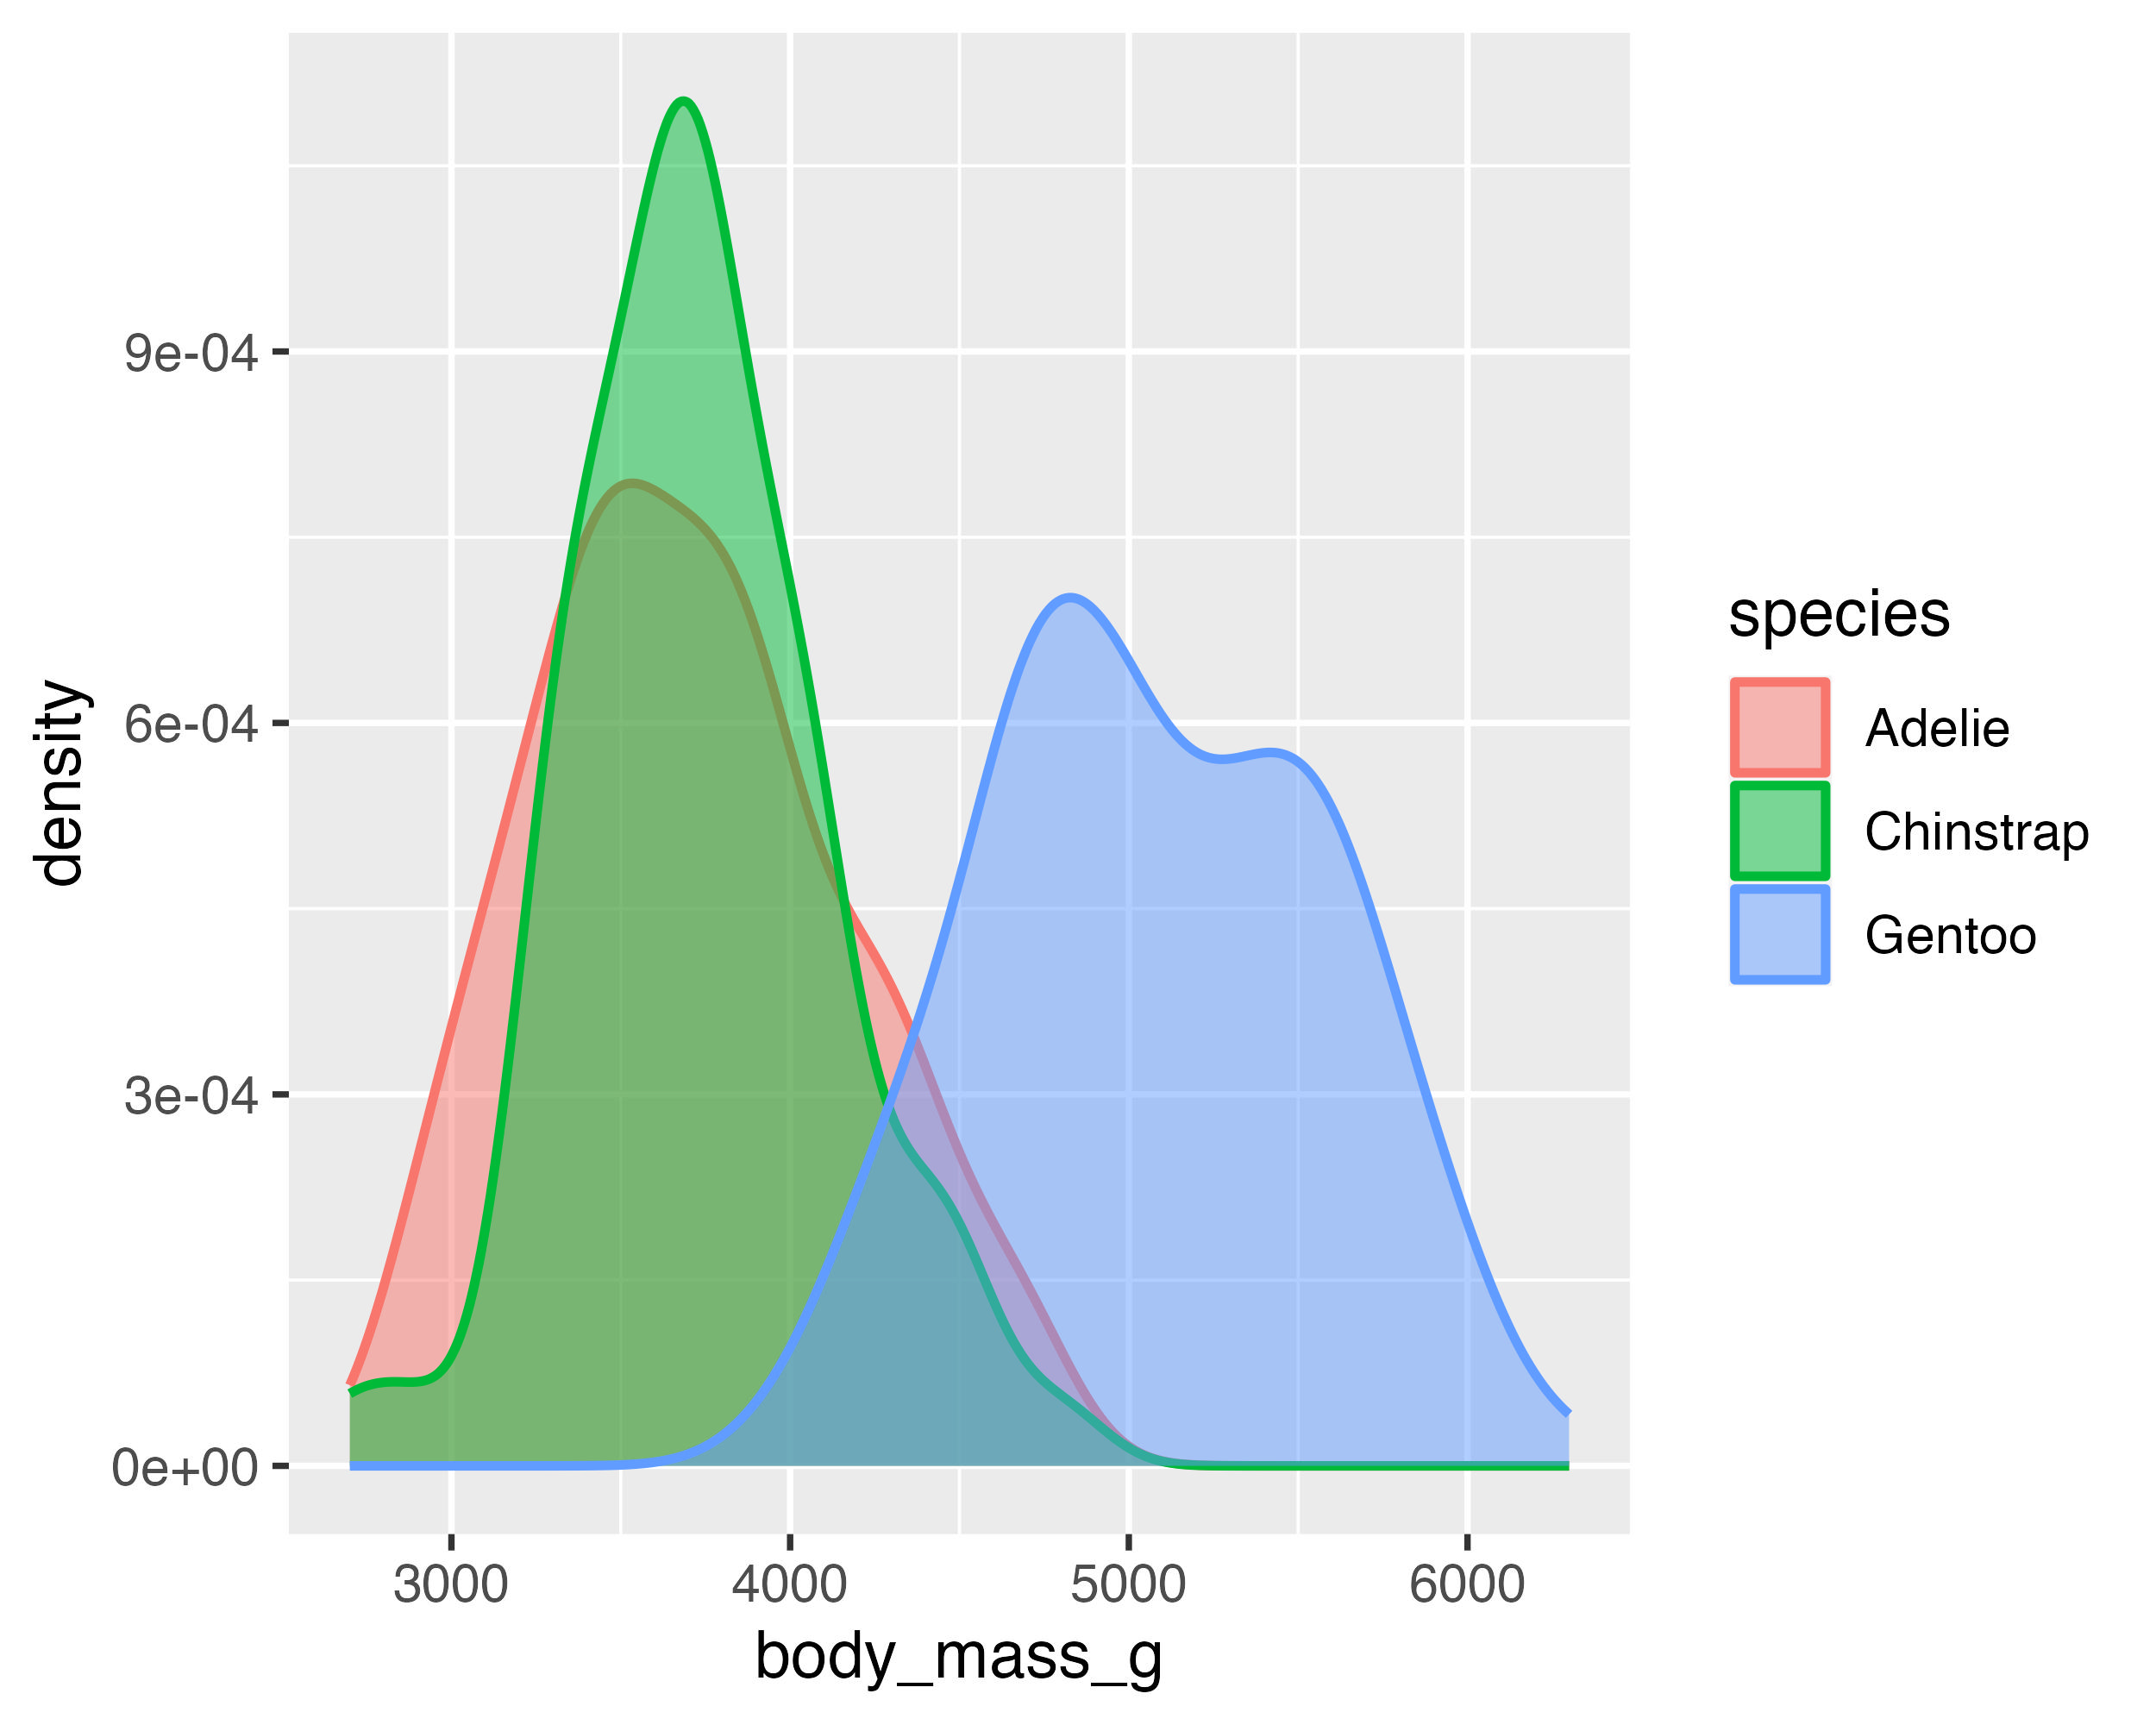 density
9e-04
6e-04
3e-04
0e+00
3000 4000 5000 6000
body_mass_g
species
Adelie
Chinstrap
Gentoo